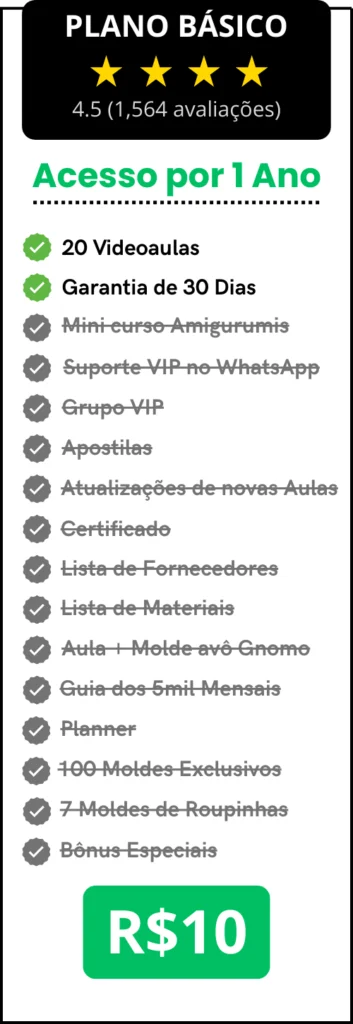 PLANO BÁSICO
4.5 (1,564 avaliações)
Acesso por 1 Ano
20 Videoaulas
Garantia de 30 Dias
Mini curso Amigurumis
Suporte VIP no WhatsApp
Grupo VIP
Apostilas
Atualizações de novas Aulas
Certificado
Lista de Fornecedores
Lista de Materiais
Aula + Molde avô Gnomo
Guia dos 5mil Mensais
Planner
100 Moldes Exclusivos
7 Moldes de Roupinhas
Bônus Especiais
R$10